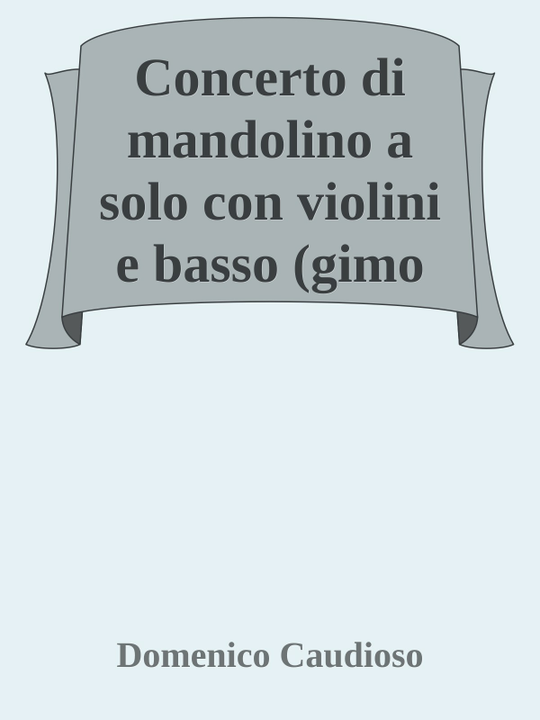 Concerto di
mandolino a
solo con violini
e basso (gimo
Domenico Caudioso